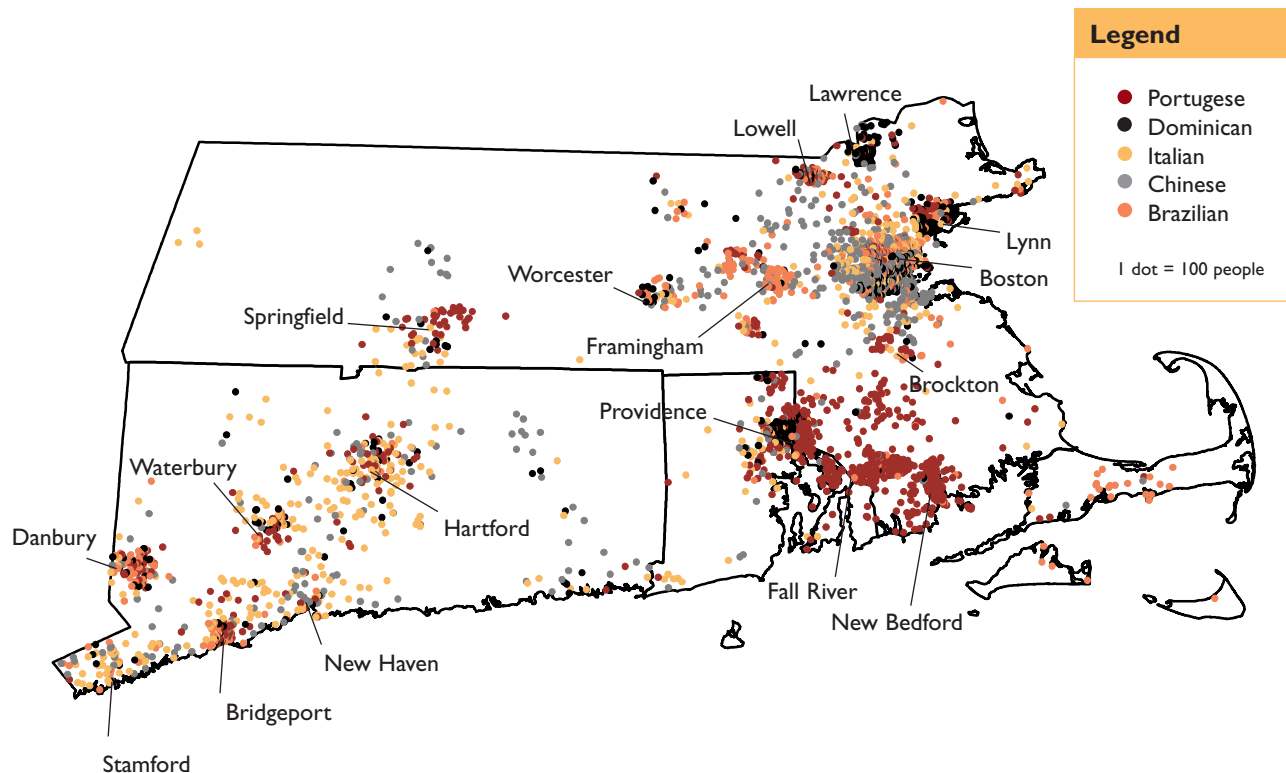 Legend
Portugese
Dominican
Italian
Chinese
Brazilian
1 dot = 100 people
Lawrence
Lowell
Lynn
Boston
Worcester
Springfield
Framingham
Brockton
Providence
Waterbury
Hartford
Danbury
Fall River
New Bedford
New Haven
Bridgeport
Stamford